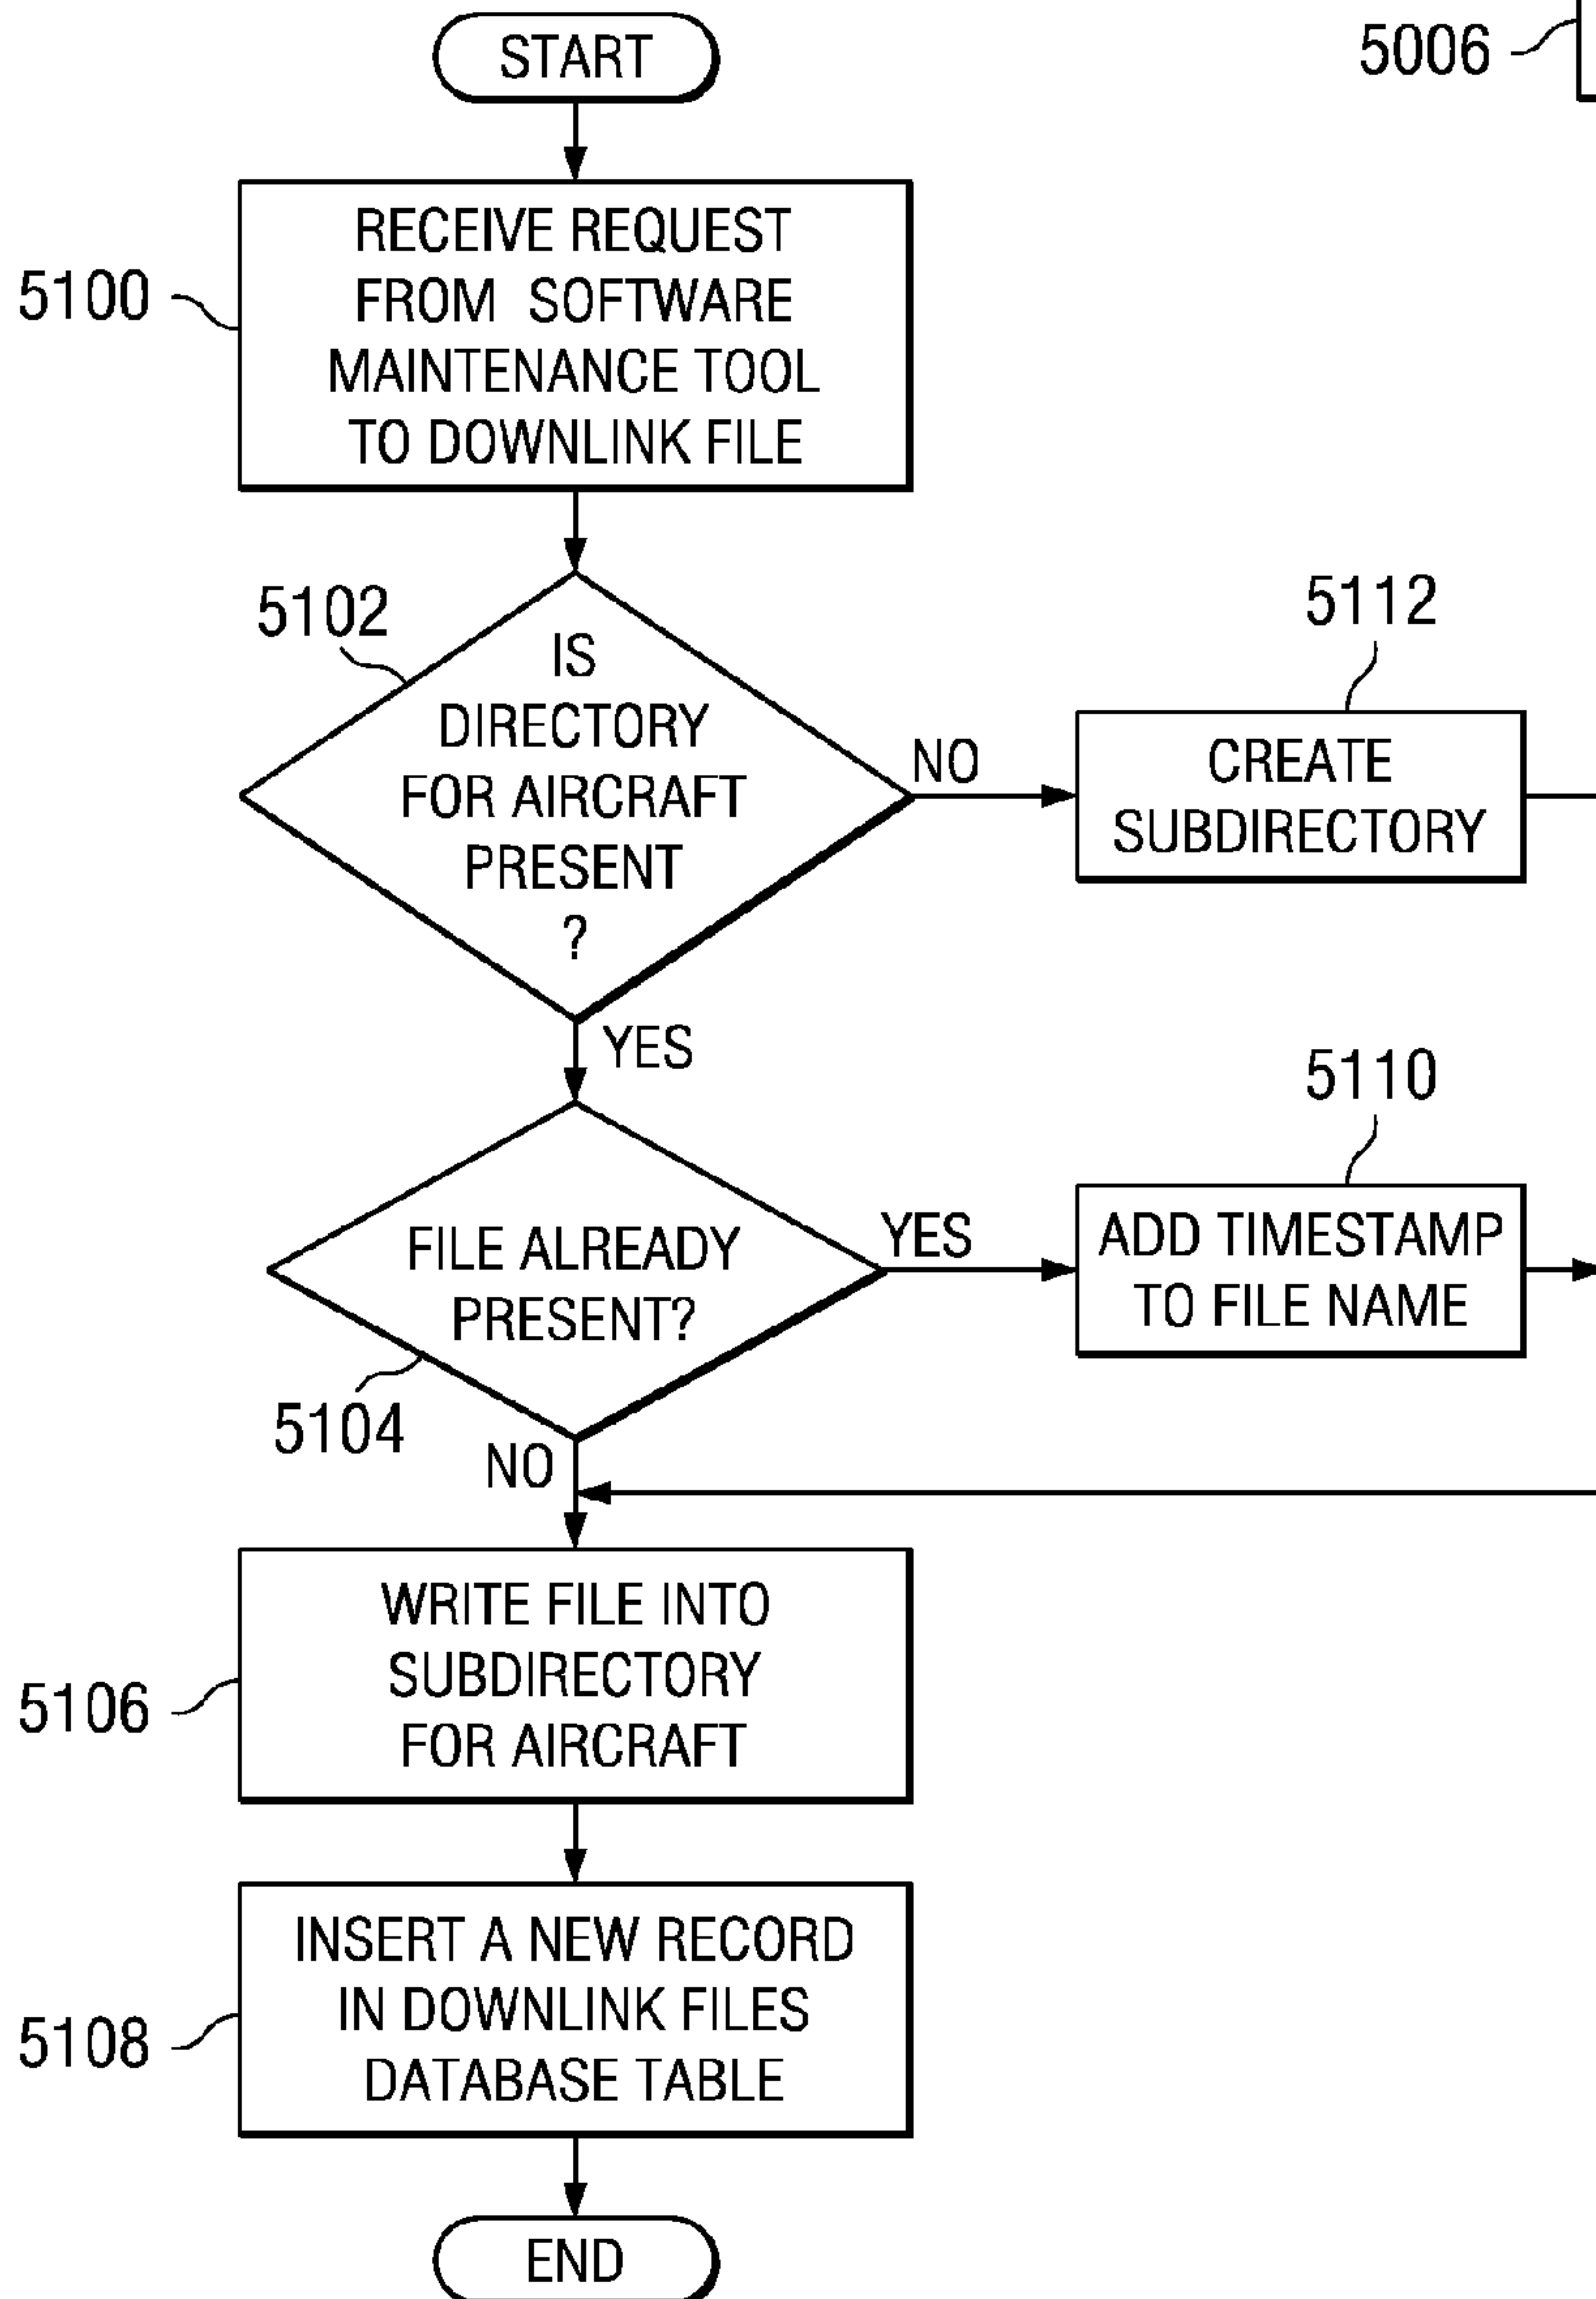 START
5006
5100
RECEIVE REQUEST
FROM SOFTWARE
MAINTENANCE TOOL
TO DOWNLINK FILE
5102
IS
DIRECTORY
FOR AIRCRAFT
PRESENT
?
NO
5112
CREATE
SUBDIRECTORY
YES
5110
FILE ALREADY
PRESENT?
YES
ADD TIMESTAMP
TO FILE NAME
5104
NO
5106
WRITE FILE INTO
SUBDIRECTORY
FOR AIRCRAFT
5108
INSERT A NEW RECORD
IN DOWNLINK FILES
DATABASE TABLE
END